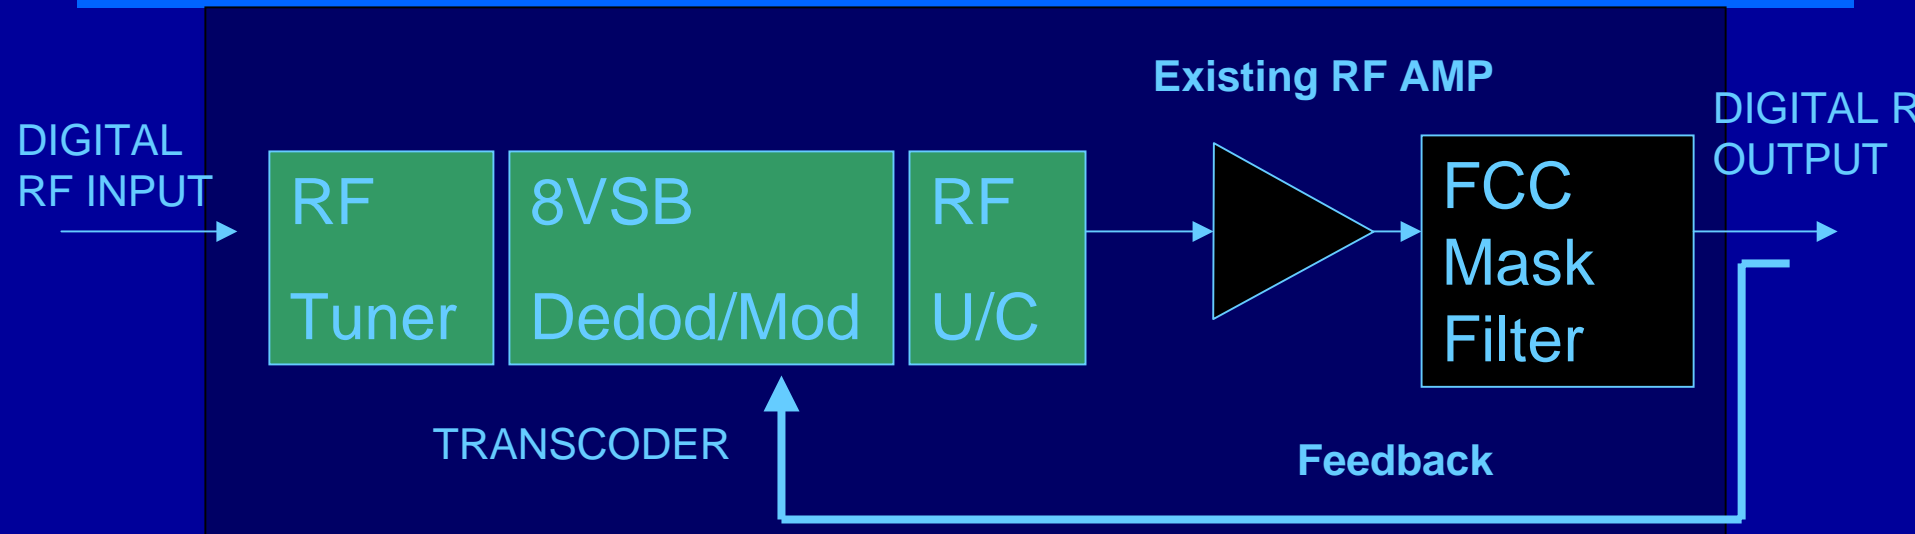 Existing RF AMP
DIGITAL
RF INPUT
RF
Tuner
8VSB
Dedod/Mod
RF
U/C
FCC
Mask
Filter
DIGITAL R
OUTPUT
TRANSCODER
Feedback